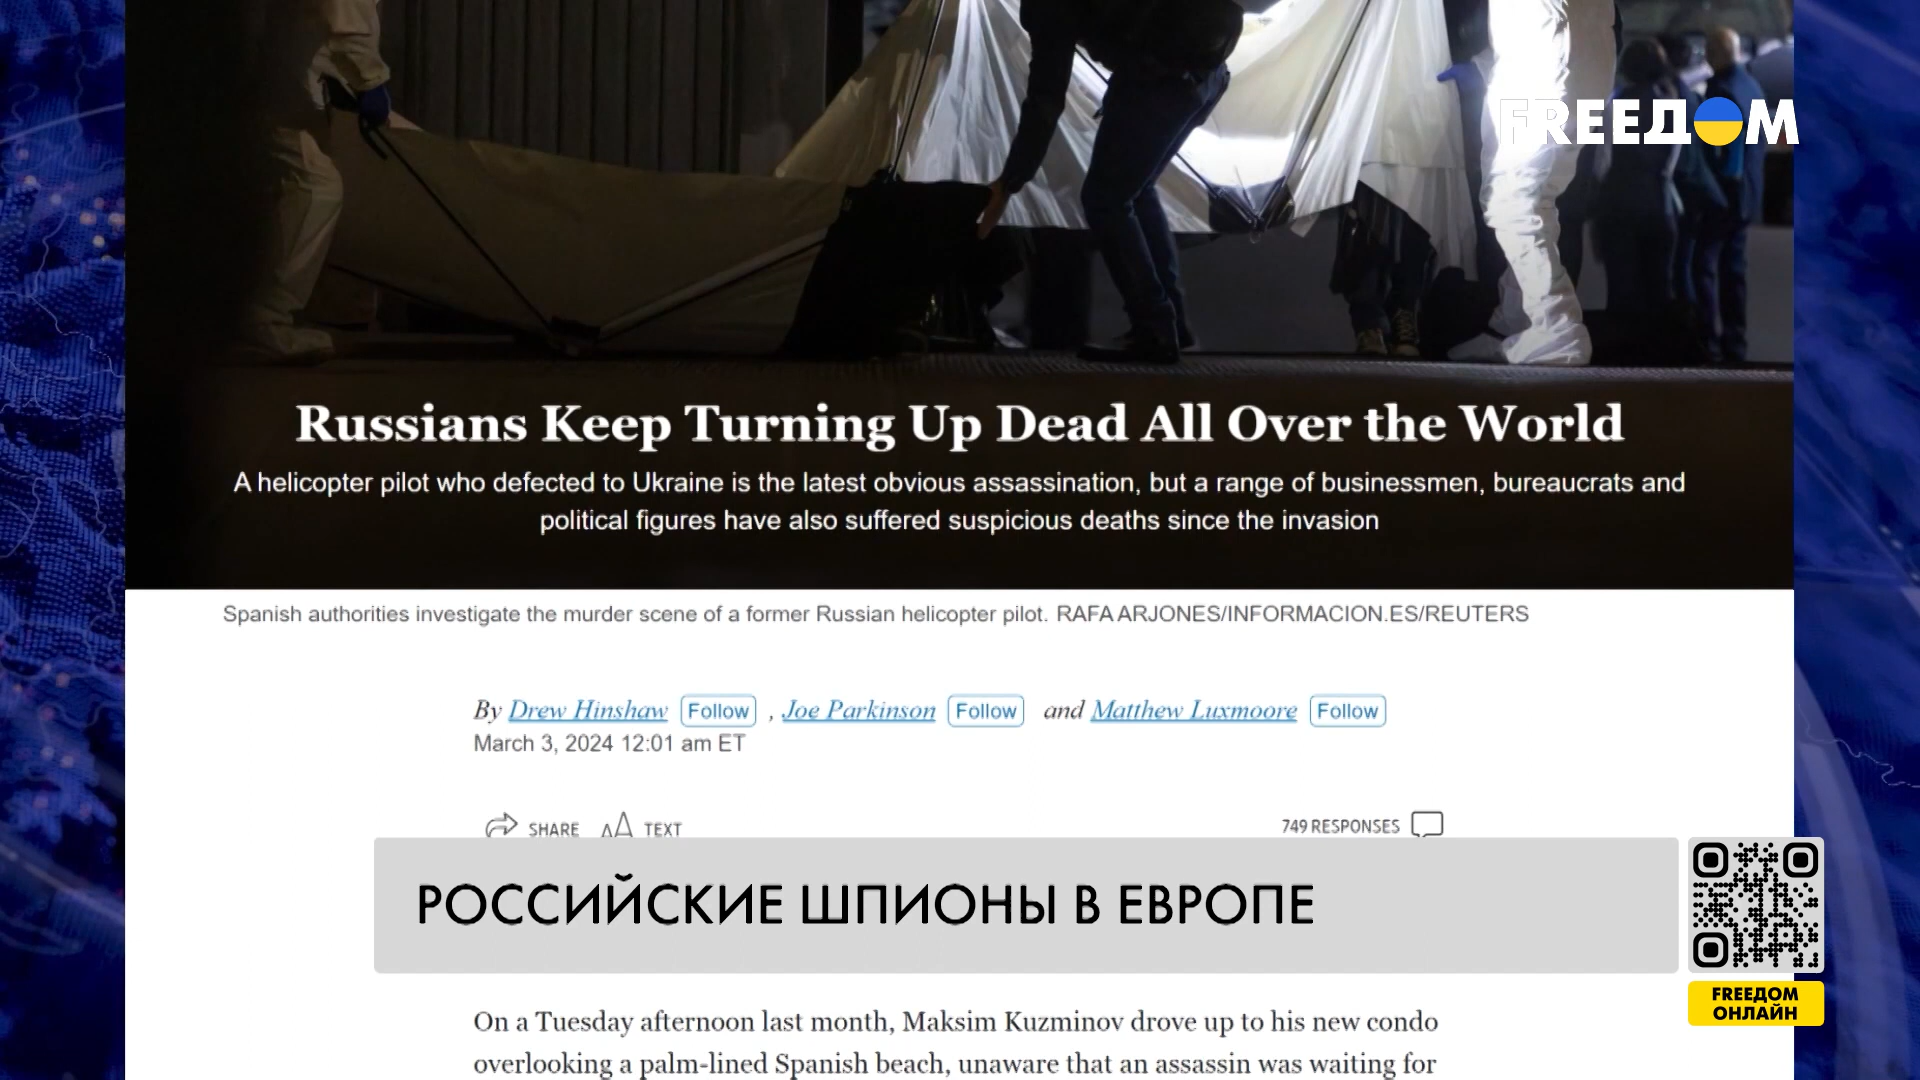 FREEДOM
Russians Keep Turning Up Dead All Over the World
A helicopter pilot who defected to Ukraine is the latest obvious assassination, but a range of businessmen, bureaucrats and
political figures have also suffered suspicious deaths since the invasion
Spanish authorities investigate the murder scene of a former Russian helicopter pilot. RAFA ARJONES/INFORMACION.ES/REUTERS
By Drew Hinshaw Follow , Joe Parkinson Follow and Matthew Luxmoore Follow
March 3, 2024 12:01 am ET
SHARE AA TEXT 749 RESPONSES
РОССИЙСКИЕ ШПИОНЫ В ЕВРОПЕ
FREEДOM
ОНЛАЙН
On a Tuesday afternoon last month, Maksim Kuzminov drove up to his new condo
overlooking a palm-lined Spanish beach, unaware that an assassin was waiting for